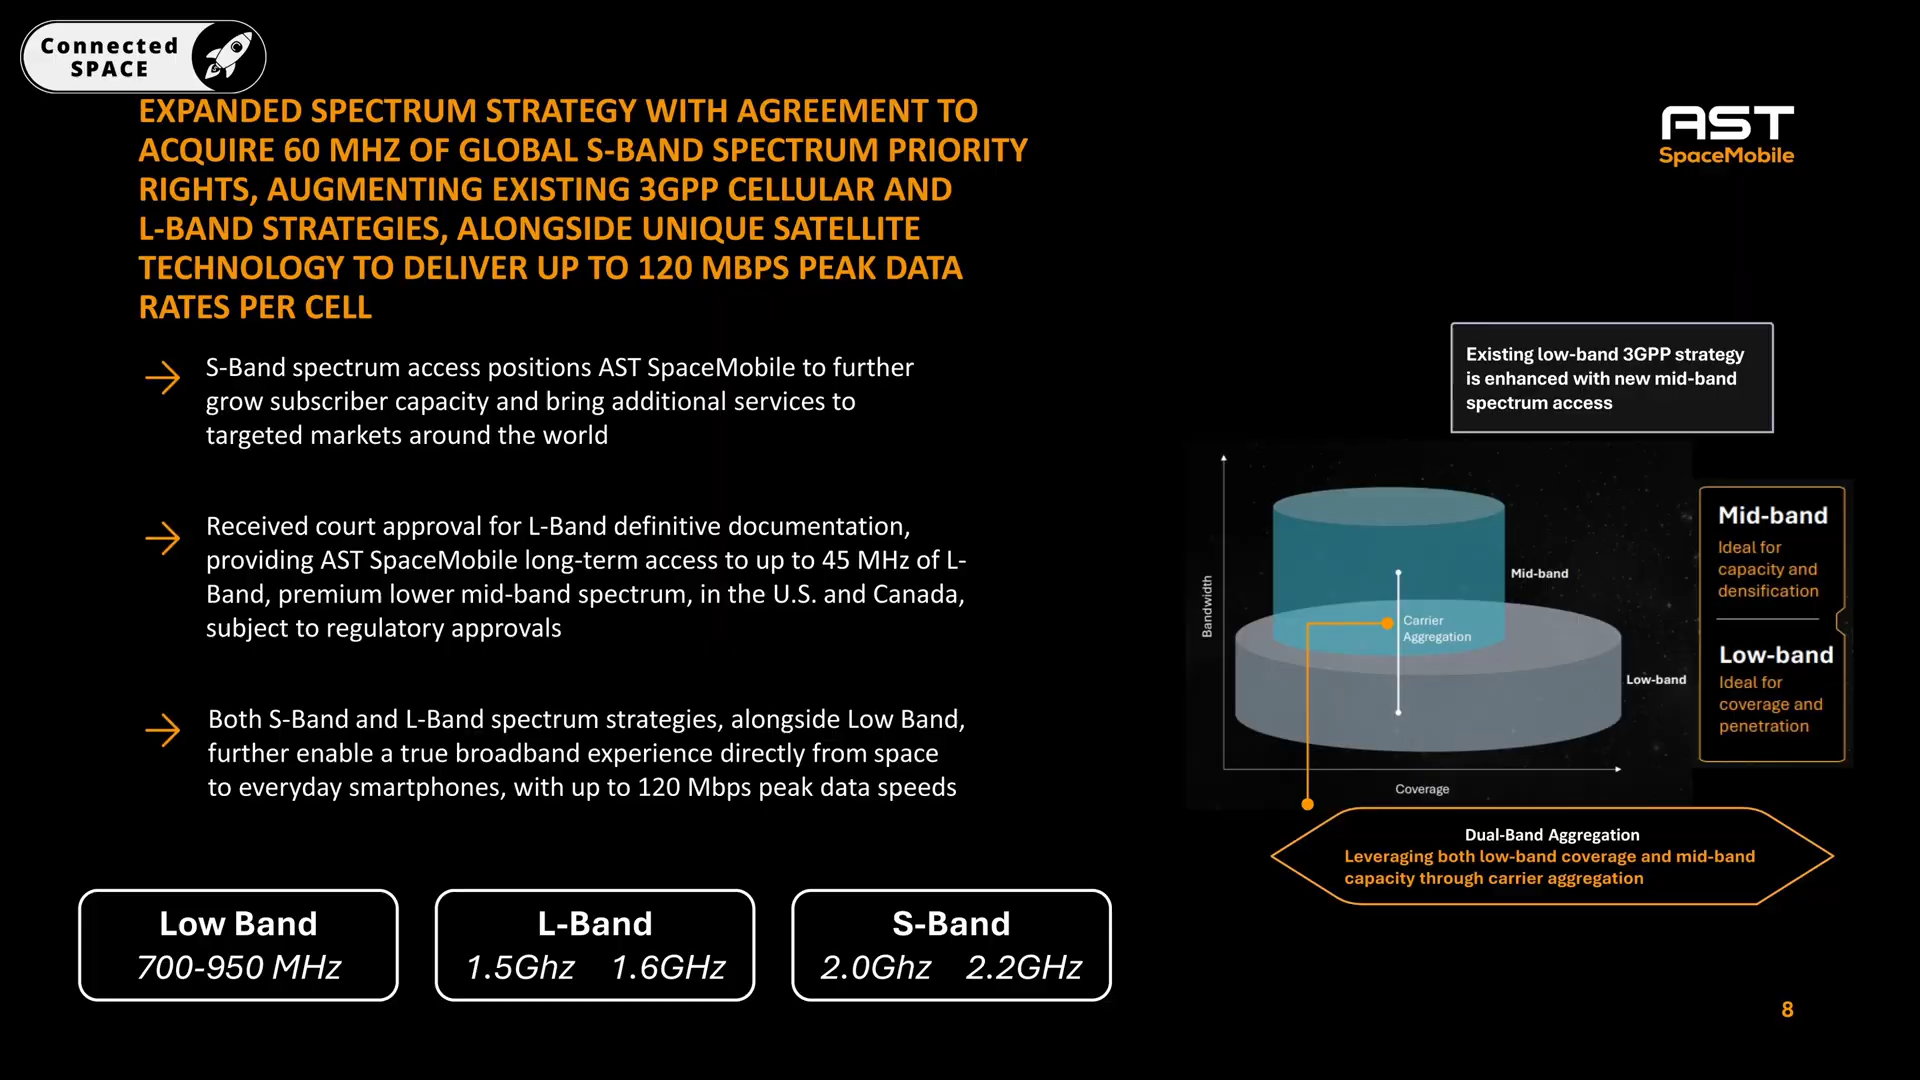 Connected
SPACE
EXPANDED SPECTRUM STRATEGY WITH AGREEMENT TO
ACQUIRE 60 MHZ OF GLOBAL S-BAND SPECTRUM PRIORITY
RIGHTS, AUGMENTING EXISTING 3GPP CELLULAR AND
L-BAND STRATEGIES, ALONGSIDE UNIQUE SATELLITE
TECHNOLOGY TO DELIVER UP TO 120 MBPS PEAK DATA
RATES PER CELL
AST
SpaceMobile
S-Band spectrum access positions AST SpaceMobile to further
grow subscriber capacity and bring additional services to
targeted markets around the world
Received court approval for L-Band definitive documentation,
providing AST SpaceMobile long-term access to up to 45 MHz of L-
Band, premium lower mid-band spectrum, in the U.S. and Canada,
subject to regulatory approvals
Both S-Band and L-Band spectrum strategies, alongside Low Band,
further enable a true broadband experience directly from space
to everyday smartphones, with up to 120 Mbps peak data speeds
Existing low-band 3GPP strategy
is enhanced with new mid-band
spectrum access
Bandwidth
Mid-band
Carrier
Aggregation
Low-band
Coverage
Mid-band
Ideal for
capacity and
densification
Low-band
Ideal for
coverage and
penetration
Dual-Band Aggregation
Leveraging both low-band coverage and mid-band
capacity through carrier aggregation
Low Band
700-950 MHz
L-Band
1.5Ghz 1.6GHz
S-Band
2.0Ghz 2.2GHz
8